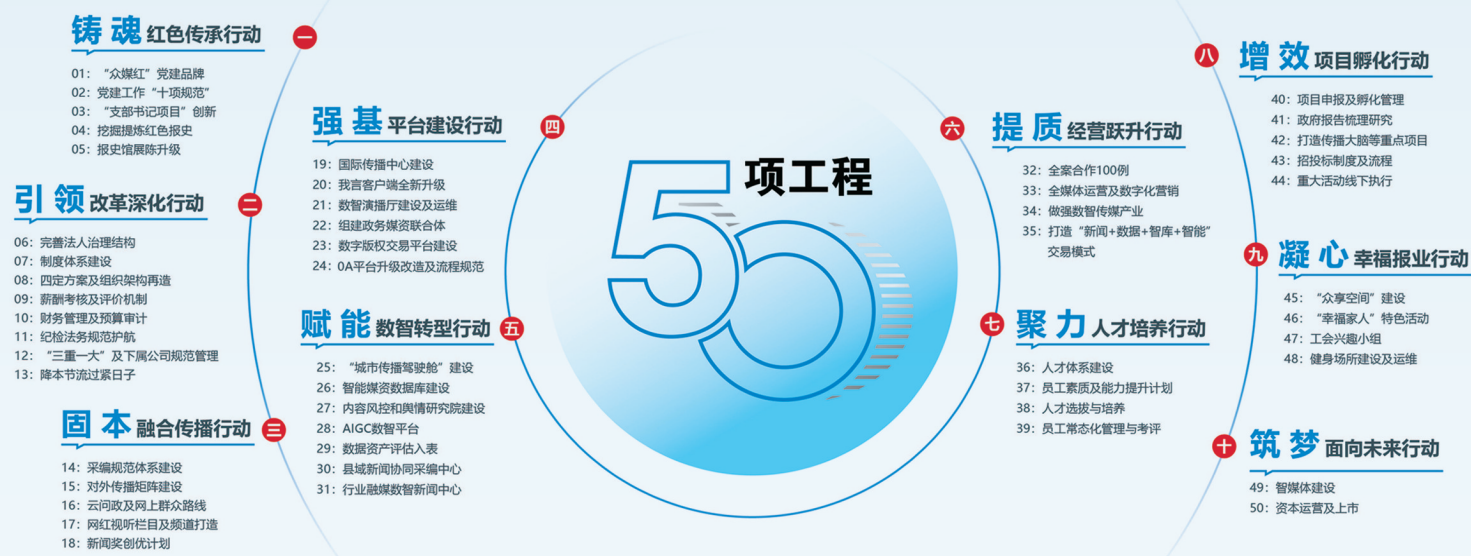 铸魂 红色传承行动 一
01：“众媒红”党建品牌
02：党建工作“十项规范”
03：“支部书记项目”创新
04：挖掘提炼红色报史
05：报史馆展陈升级
引领 改革深化行动 二
06：完善法人治理结构
07：制度体系建设
08：四定方案及组织架构再造
09：薪酬考核及评价机制
10：财务管理及预算审计
11：纪检法务规范护航
12：“三重一大”及下属公司规范管理
13：降本节流过紧日子
固本 融合传播行动 三
14：采编规范体系建设
15：对外传播矩阵建设
16：云问政及网上群众路线
17：网红视听栏目及频道打造
18：新闻奖创优计划
强基 平台建设行动 四
19：国际传播中心建设
20：我言客户端全新升级
21：数智演播厅建设及运维
22：组建政务媒资联合体
23：数字版权交易平台建设
24：0A平台升级改造及流程规范
赋能 数智转型行动 五
25：“城市传播驾驶舱”建设
26：智能媒资数据库建设
27：内容风控和舆情研究院建设
28：AIGC数智平台
29：数据资产评估入表
30：县域新闻协同采编中心
31：行业融媒数智新闻中心
50 项工程
六 提质 经营跃升行动
32：全案合作100例
33：全媒体运营及数字化营销
34：做强数智传媒产业
35：打造“新闻+数据+智库+智能”
交易模式
七 聚力 人才培养行动
36：人才体系建设
37：员工素质及能力提升计划
38：人才选拔与培养
39：员工常态化管理与考评
八 增效 项目孵化行动
40：项目申报及孵化管理
41：政府报告梳理研究
42：打造传播大脑等重点项目
43：招投标制度及流程
44：重大活动线下执行
九 凝心 幸福报业行动
45：“众享空间”建设
46：“幸福家人”特色活动
47：工会兴趣小组
48：健身场所建设及运维
十 筑梦 面向未来行动
49：智媒体建设
50：资本运营及上市